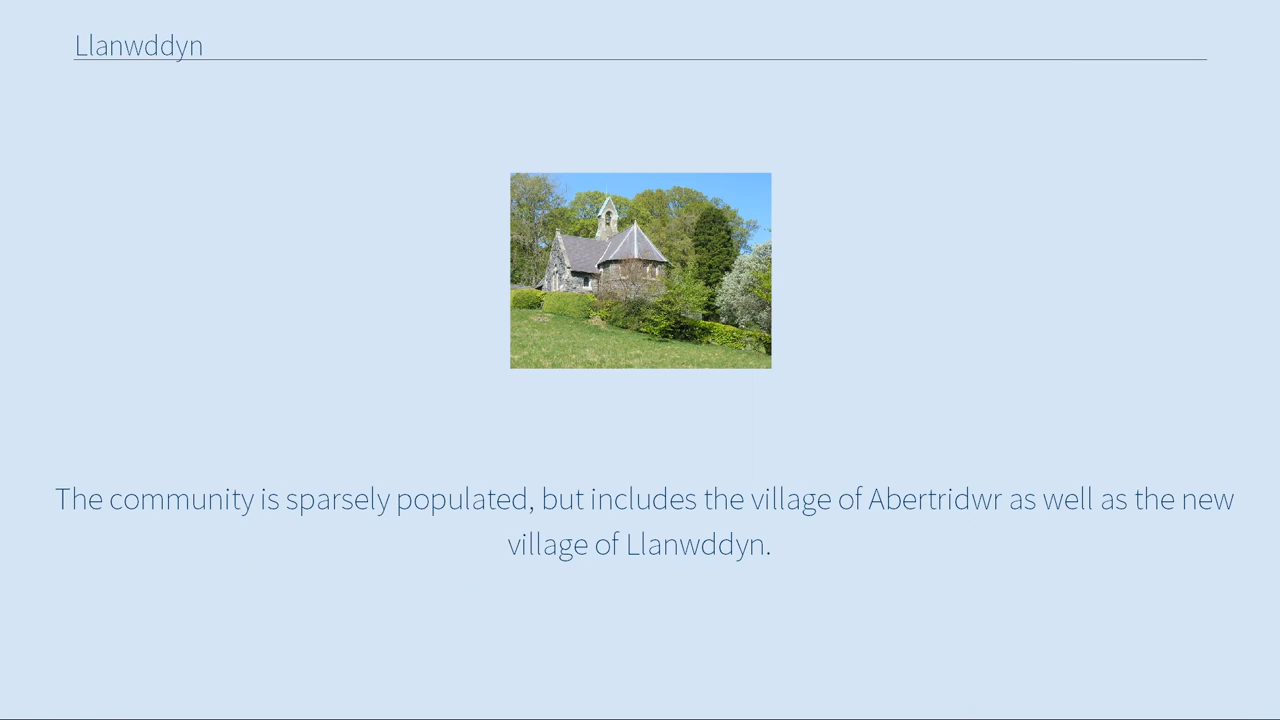 Llanwddyn
The community is sparsely populated, but includes the village of Abertridwr as well as the new
village of Llanwddyn.